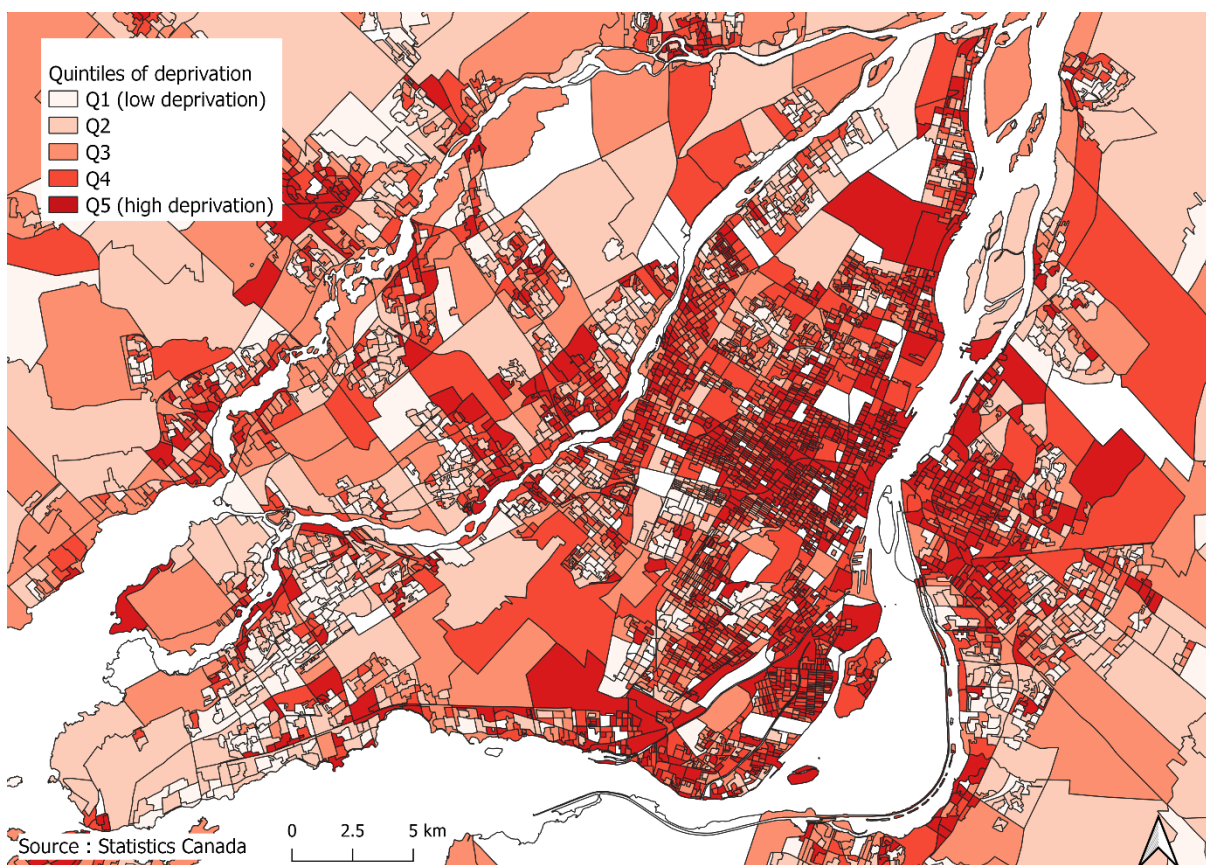 Quintiles of deprivation
Q1 (low deprivation)
Q2
Q3
Q4
Q5 (high deprivation)
0 2.5 5 km
Source : Statistics Canada